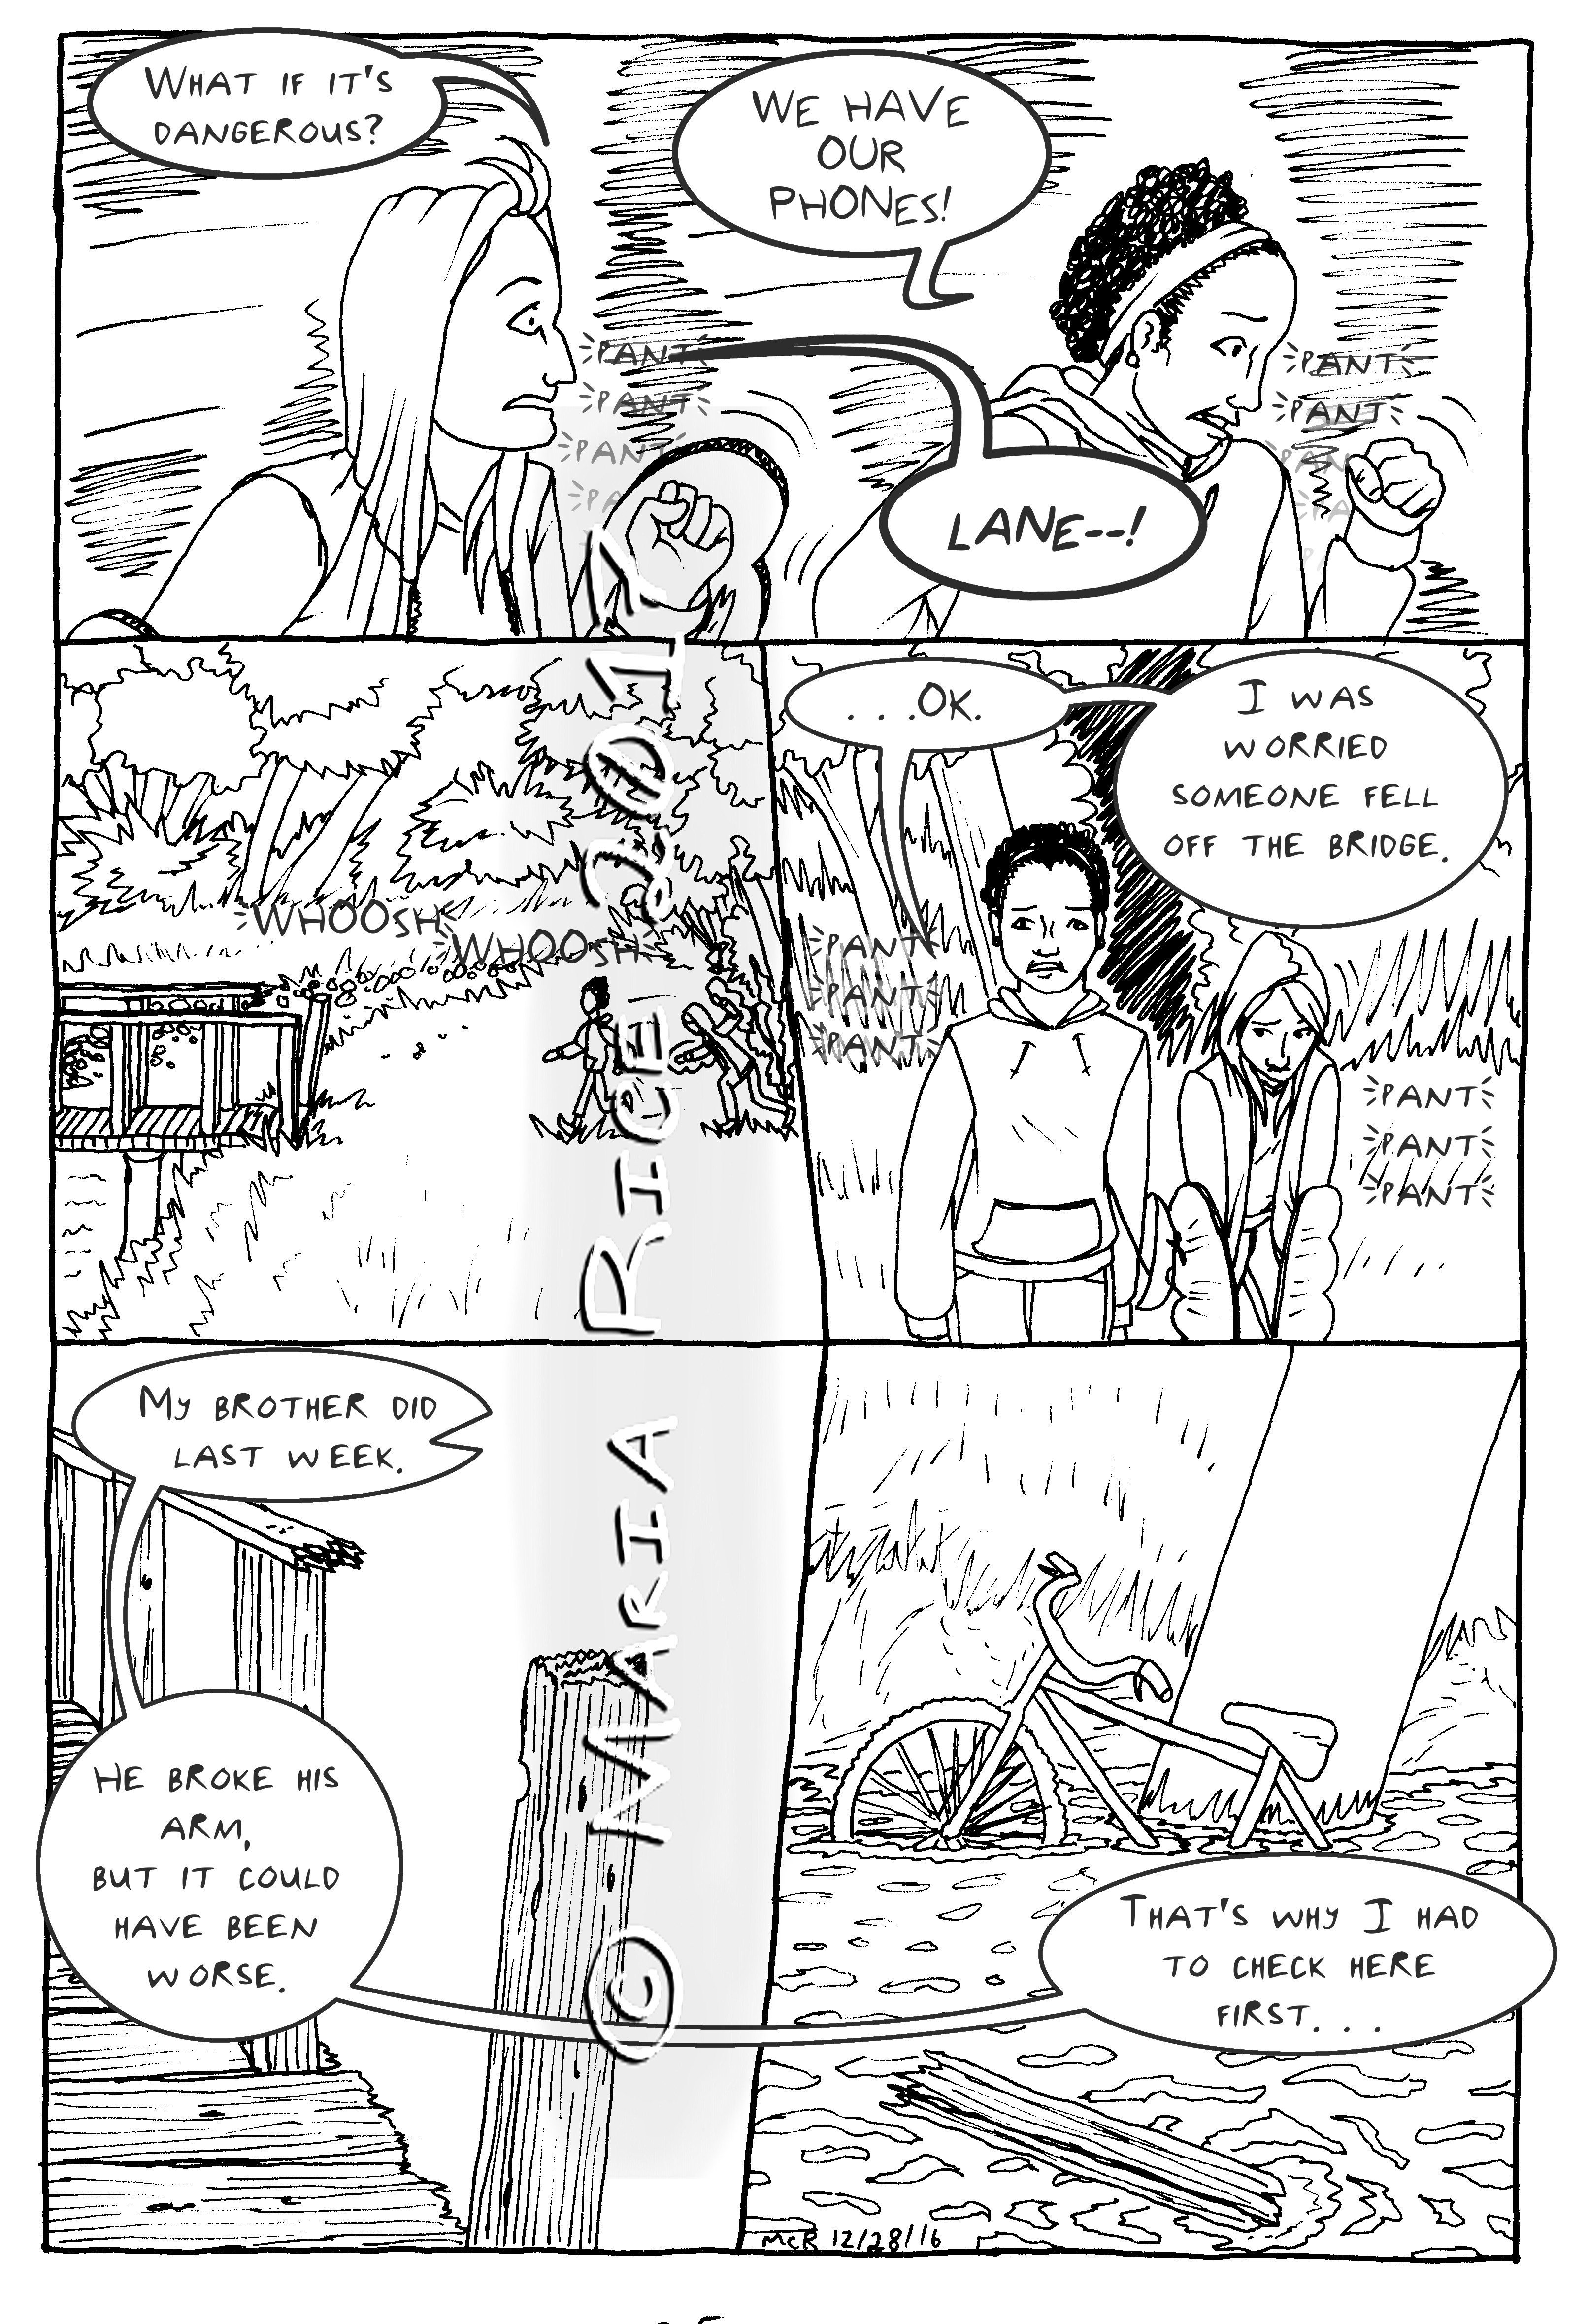 WHAT IF IT'S
DANGEROUS?
WE HAVE
OUR
PHONES!
PANT
PANT
PANT
PA
LANE--!
PANT
PANT
PAN
PA
P
WHOOSH
WHOOSH
. . .OK.
I WAS
WORRIED
SOMEONE FELL
OFF THE BRIDGE.
PANT
PANT
PANT
PANT
PANT
PANT
MY BROTHER DID
LAST WEEK.
HE BROKE HIS
ARM,
BUT IT COULD
HAVE BEEN
WORSE.
THAT'S WHY I HAD
TO CHECK HERE
FIRST. . .
MCR 12/28/16
© MARIA RICE 2017